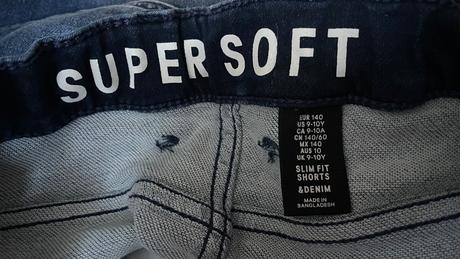 SUPER SOFT
EUR 140
US 9-10Y
CA 9-10A
CN 140/60
MX 140
AUS 10
UK 9-10Y
SLIM FIT
SHORTS
&DENIM
MADE IN
BANGLADESH